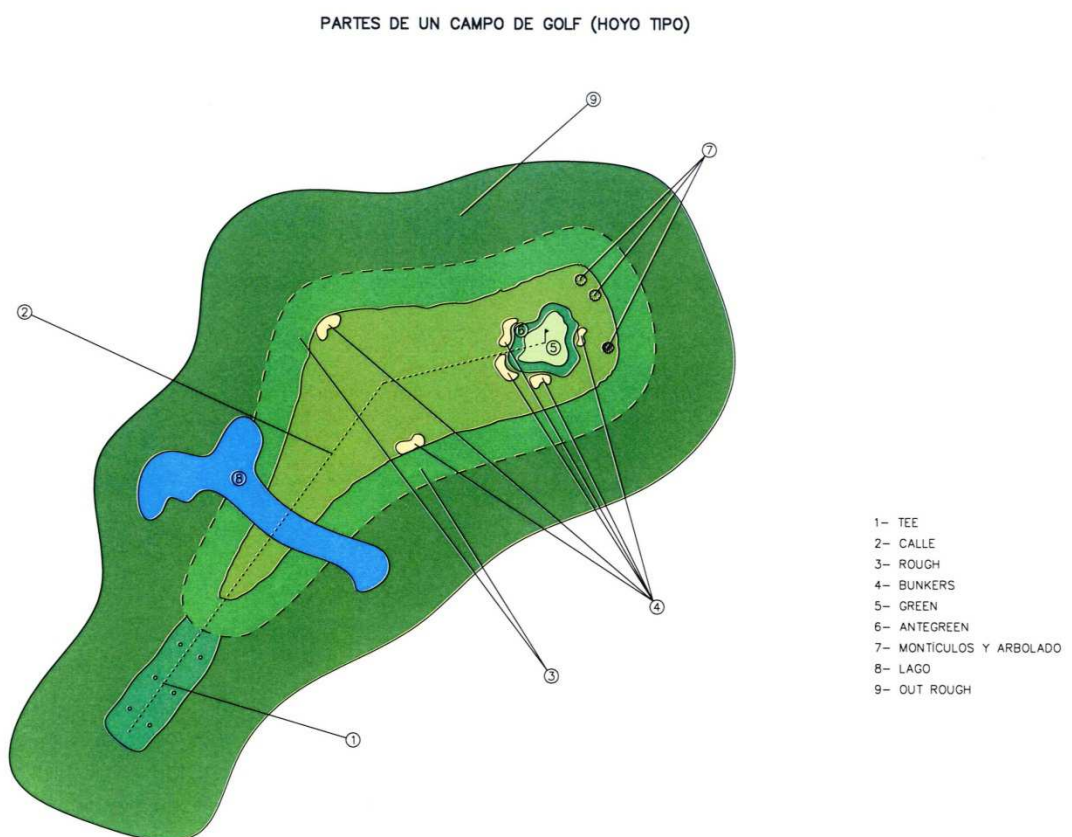 PARTES DE UN CAMPO DE GOLF (HOYO TIPO)
9
7
2
6
5
8
4
3
1
1- TEE
2- CALLE
3- ROUGH
4- BUNKERS
5- GREEN
6- ANTEGREEN
7- MONTÍCULOS Y ARBOLADO
8- LAGO
9- OUT ROUGH